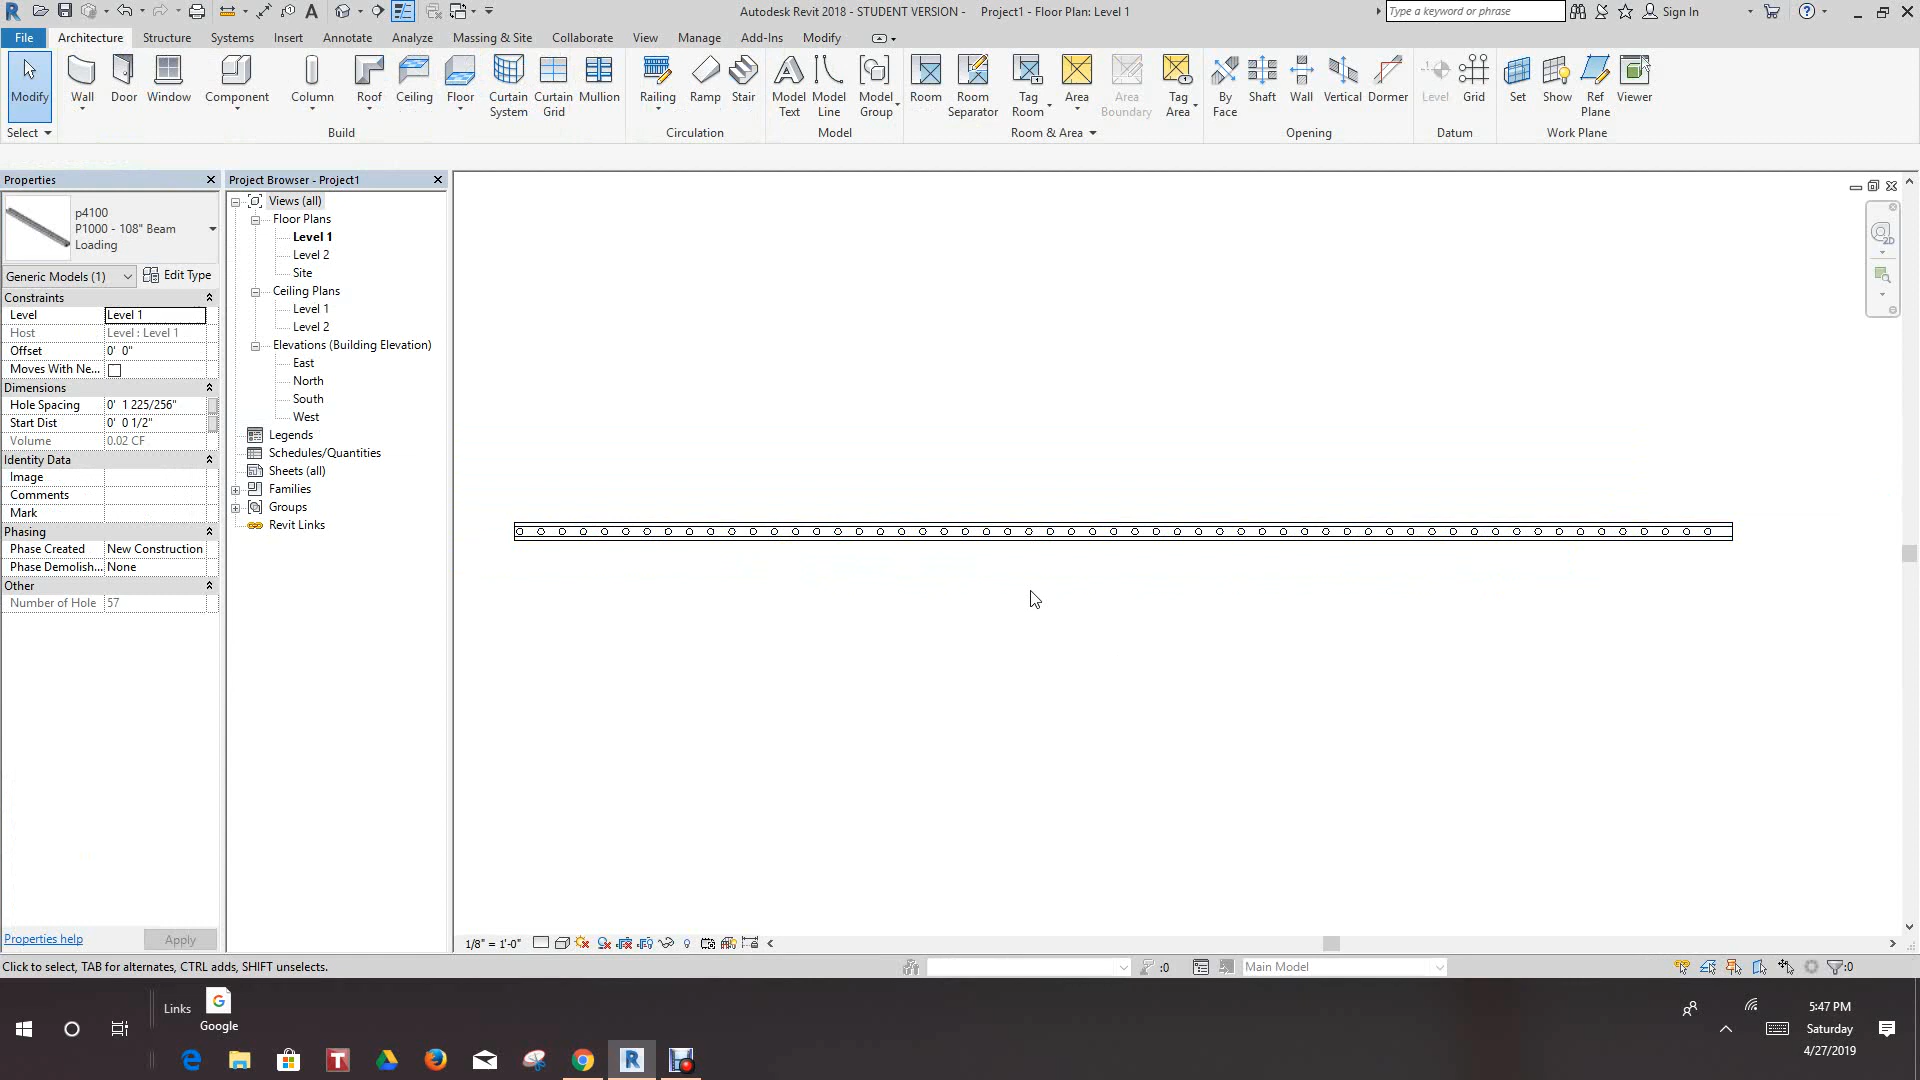 Autodesk Revit 2018 - STUDENT VERSION - Project1 - Floor Plan: Level 1
Type a keyword or phrase
Sign In
File Architecture Structure Systems Insert Annotate Analyze Massing & Site Collaborate View Manage Add-Ins Modify
Modify Wall Door Window Component Column Roof Ceiling Floor Curtain System Curtain Grid Mullion Railing Ramp Stair Model Text Model Line Model Group Room Room Separator Tag Room Area Area Boundary Tag Area By Face Shaft Wall Vertical Dormer Level Grid Set Show Ref Plane Viewer
Select Build Circulation Model Room & Area Opening Datum Work Plane
Properties
p4100
P1000 - 108" Beam
Loading
Generic Models (1) Edit Type
Constraints
Level Level 1
Host Level : Level 1
Offset 0' 0"
Moves With Ne...
Dimensions
Hole Spacing 0' 1 225/256"
Start Dist 0' 0 1/2"
Volume 0.02 CF
Identity Data
Image
Comments
Mark
Phasing
Phase Created New Construction
Phase Demolish... None
Other
Number of Hole 57
Properties help Apply
Project Browser - Project1
Views (all)
Floor Plans
Level 1
Level 2
Site
Ceiling Plans
Level 1
Level 2
Elevations (Building Elevation)
East
North
South
West
Legends
Schedules/Quantities
Sheets (all)
Families
Groups
Revit Links
2D
1/8" = 1'-0"
Click to select, TAB for alternates, CTRL adds, SHIFT unselects.
:0
Main Model
:0
Links
Google
5:47 PM
Saturday
4/27/2019